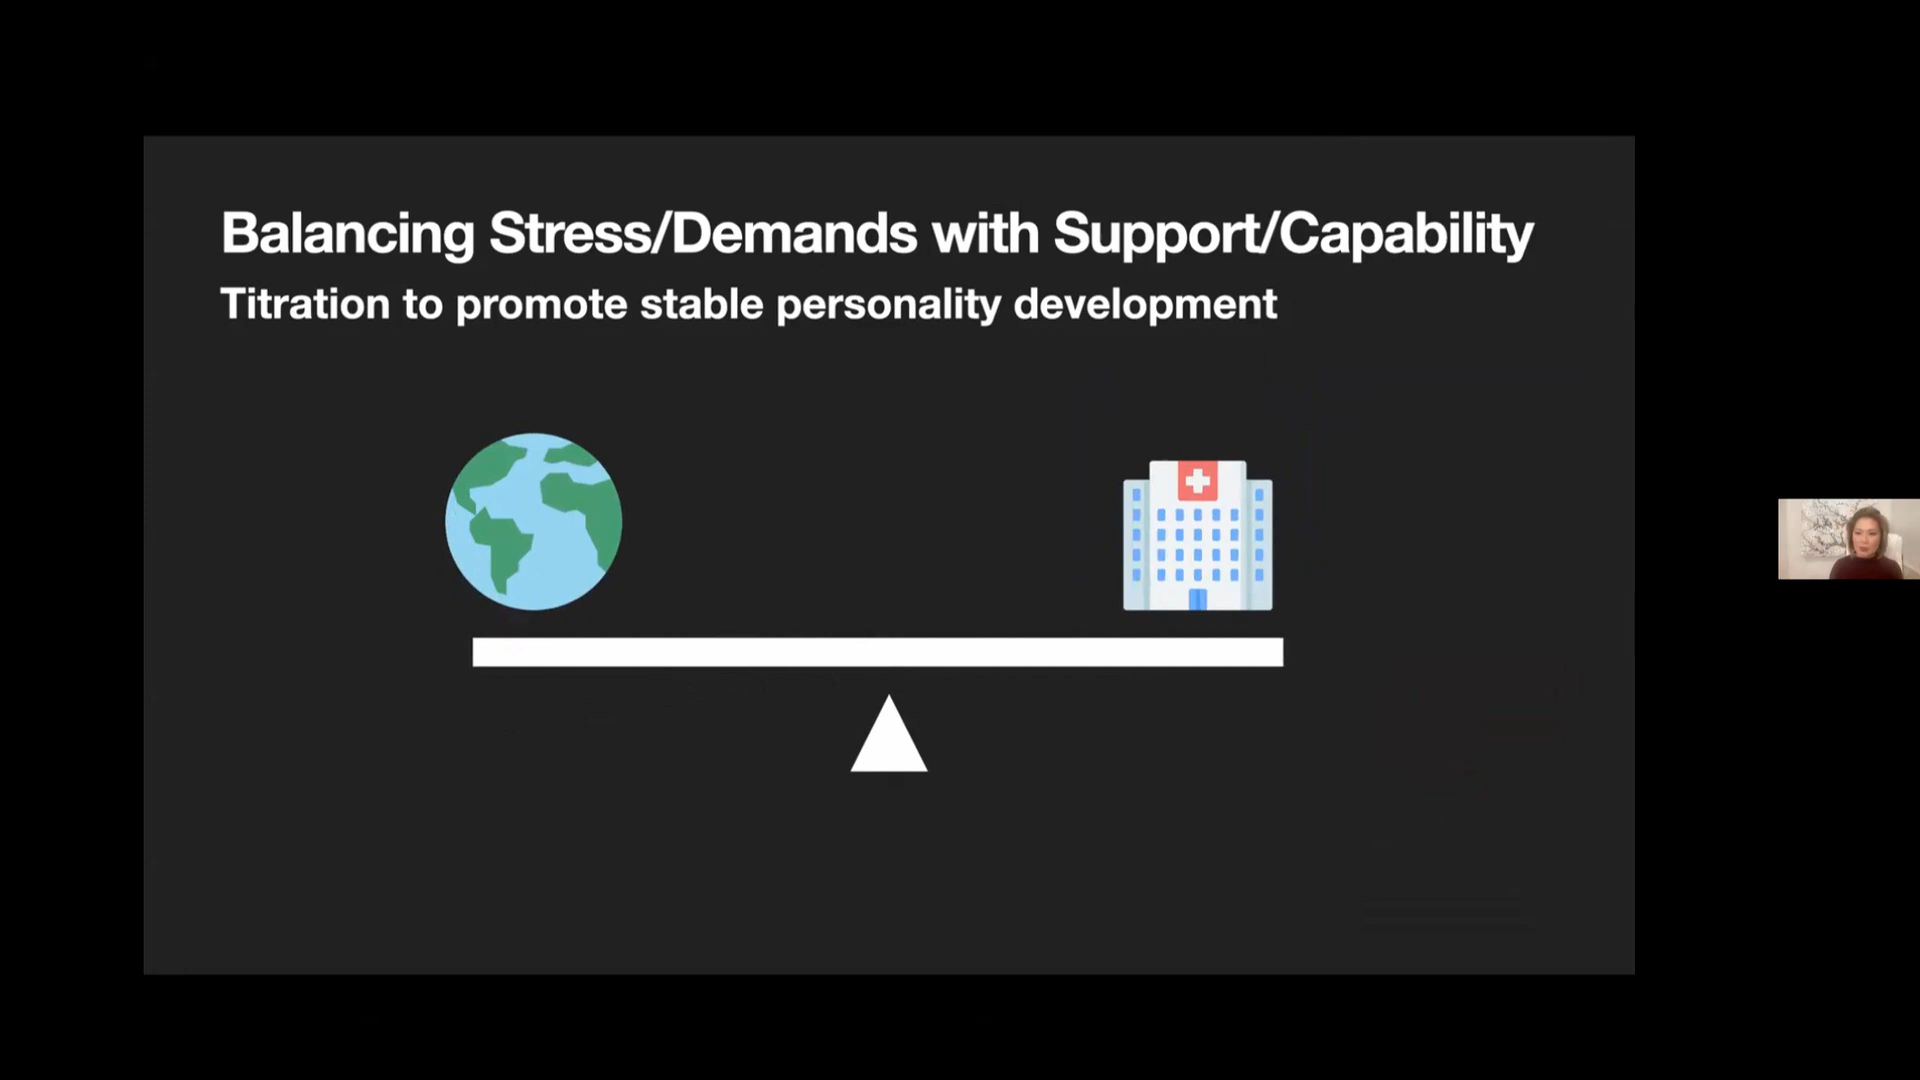 Balancing Stress/Demands with Support/Capability
Titration to promote stable personality development